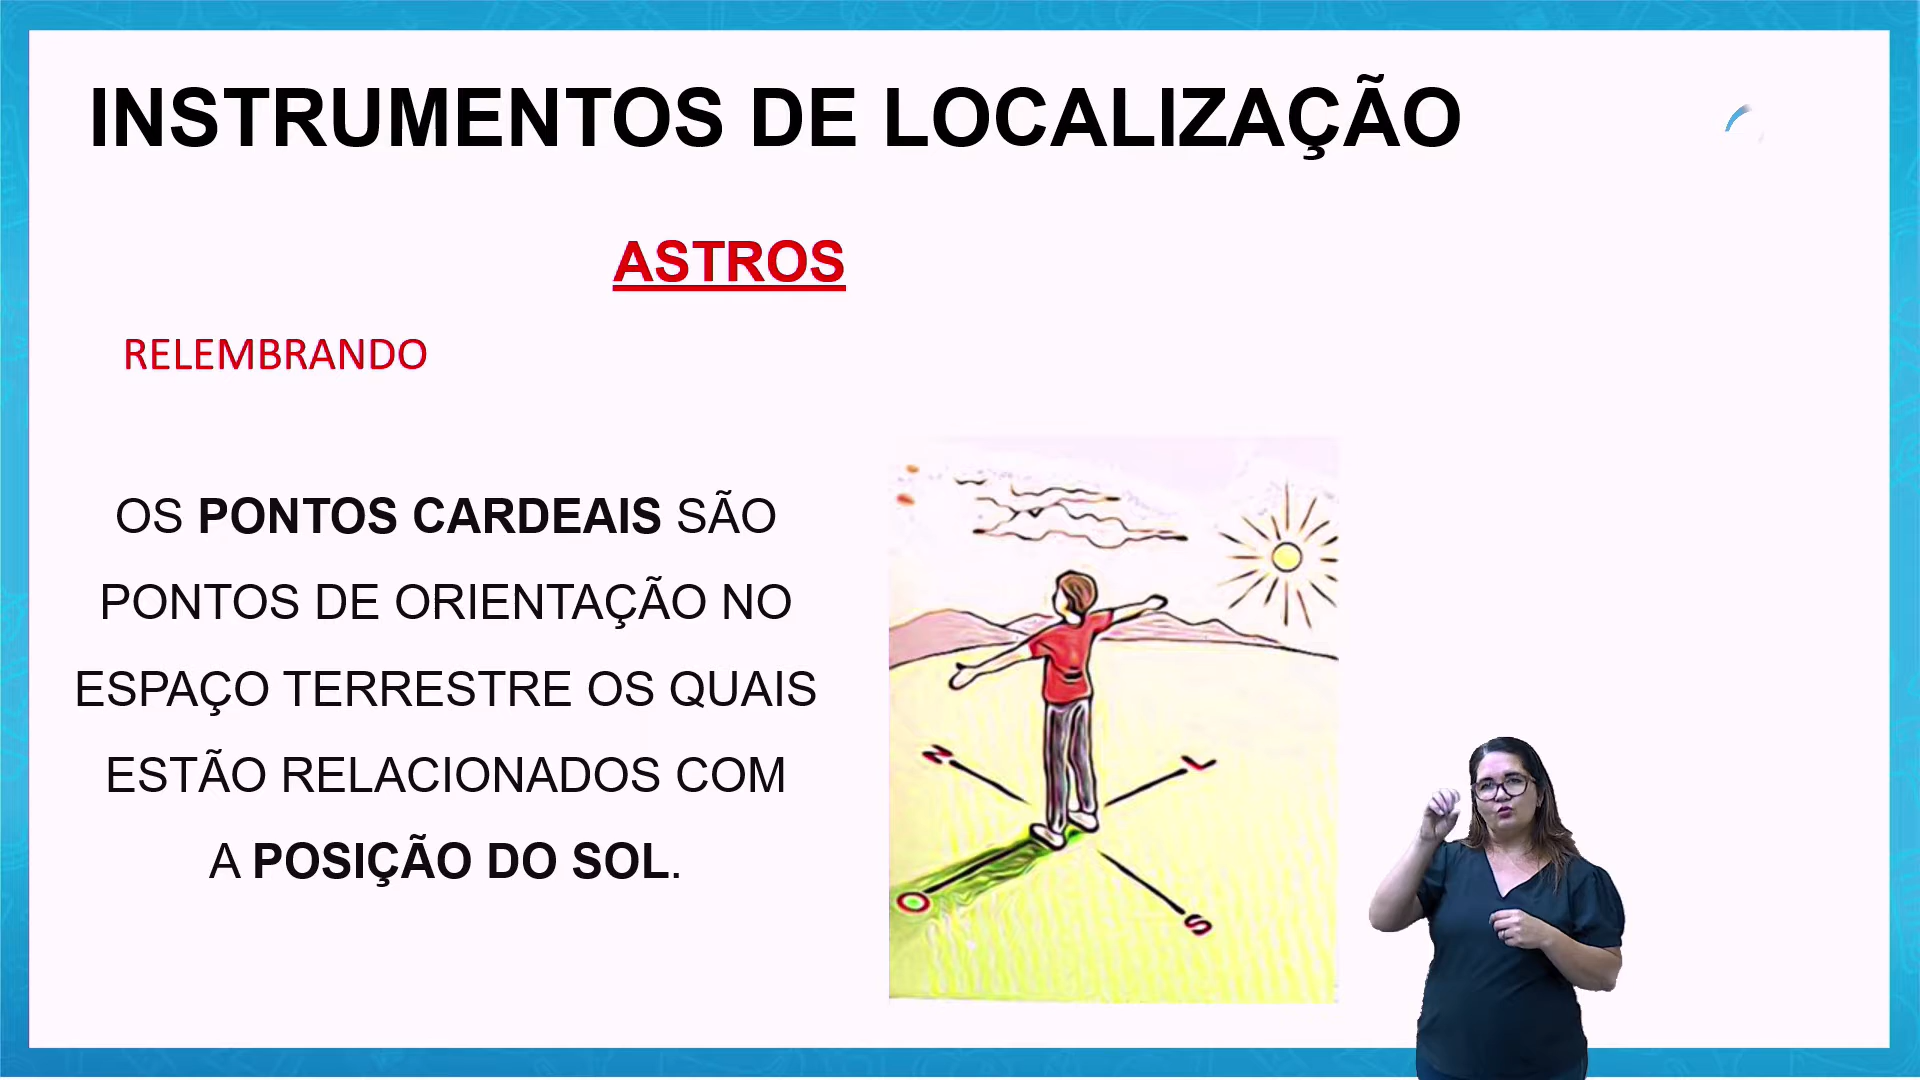 INSTRUMENTOS DE LOCALIZAÇÃO
ASTROS
RELEMBRANDO
OS PONTOS CARDEAIS SÃO
PONTOS DE ORIENTAÇÃO NO
ESPAÇO TERRESTRE OS QUAIS
ESTÃO RELACIONADOS COM
A POSIÇÃO DO SOL.
N
L
O
S